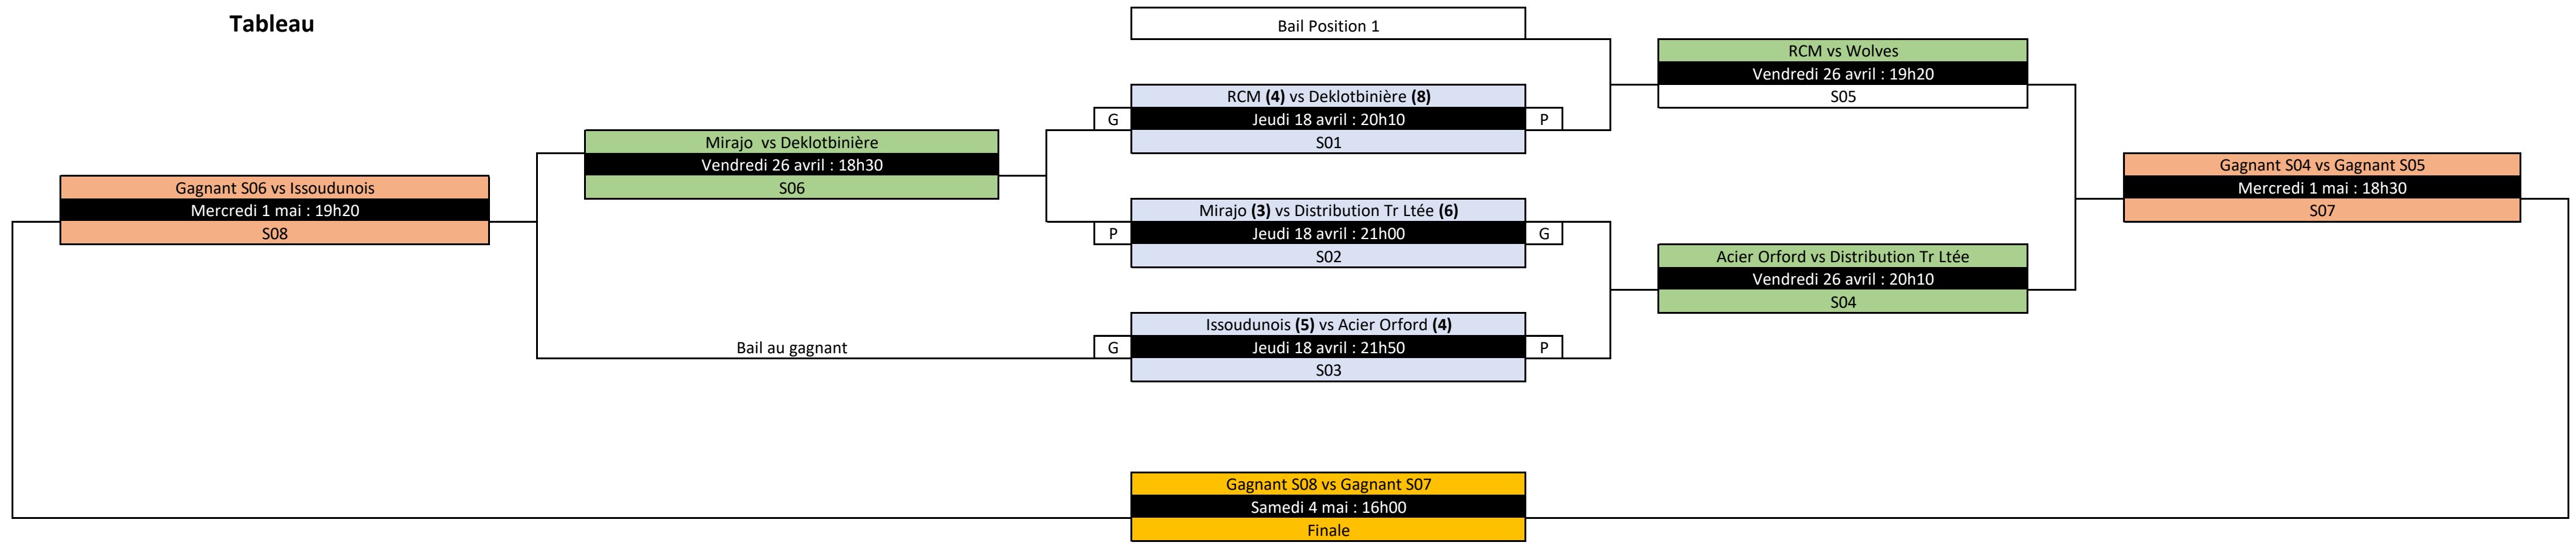 Tableau
Bail Position 1
RCM vs Wolves
Vendredi 26 avril : 19h20
S05
RCM (4) vs Deklotbinière (8)
G
Jeudi 18 avril : 20h10
P
S01
Mirajo  vs Deklotbinière
Vendredi 26 avril : 18h30
S06
Gagnant S04 vs Gagnant S05
Mercredi 1 mai : 18h30
S07
Gagnant S06 vs Issoudunois
Mercredi 1 mai : 19h20
S08
Mirajo (3) vs Distribution Tr Ltée (6)
P
Jeudi 18 avril : 21h00
G
S02
Acier Orford vs Distribution Tr Ltée
Vendredi 26 avril : 20h10
S04
Issoudunois (5) vs Acier Orford (4)
Bail au gagnant
G
Jeudi 18 avril : 21h50
P
S03
Gagnant S08 vs Gagnant S07
Samedi 4 mai : 16h00
Finale